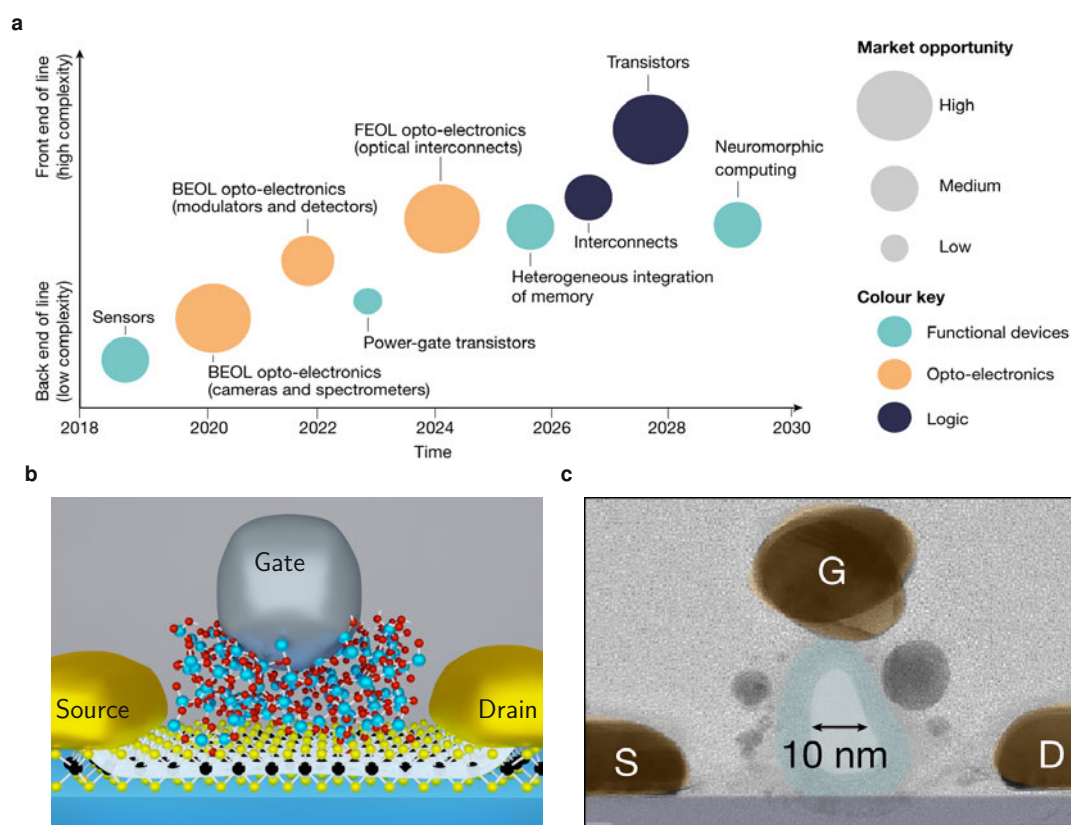 a
Front end of line
(high complexity)
Back end of line
(low complexity)
Transistors
FEOL opto-electronics
(optical interconnects)
Neuromorphic
computing
BEOL opto-electronics
(modulators and detectors)
Interconnects
Heterogeneous integration
of memory
Sensors
Power-gate transistors
BEOL opto-electronics
(cameras and spectrometers)
2018
2020
2022
2024
2026
2028
2030
Time
Market opportunity
High
Medium
Low
Colour key
Functional devices
Opto-electronics
Logic
b
Gate
Source
Drain
c
G
10 nm
S
D